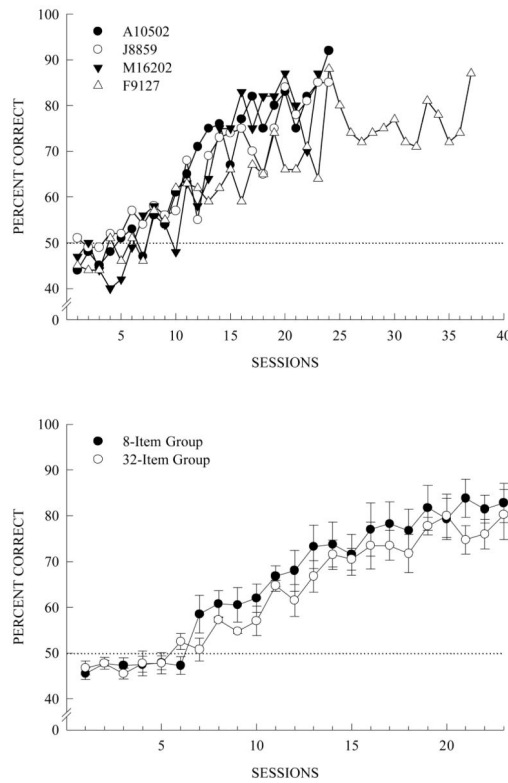 A10502
J8859
M16202
F9127
PERCENT CORRECT
100
90
80
70
60
50
40
0
5 10 15 20 25 30 35 40
SESSIONS
8-Item Group
32-Item Group
PERCENT CORRECT
100
90
80
70
60
50
40
0
5 10 15 20
SESSIONS